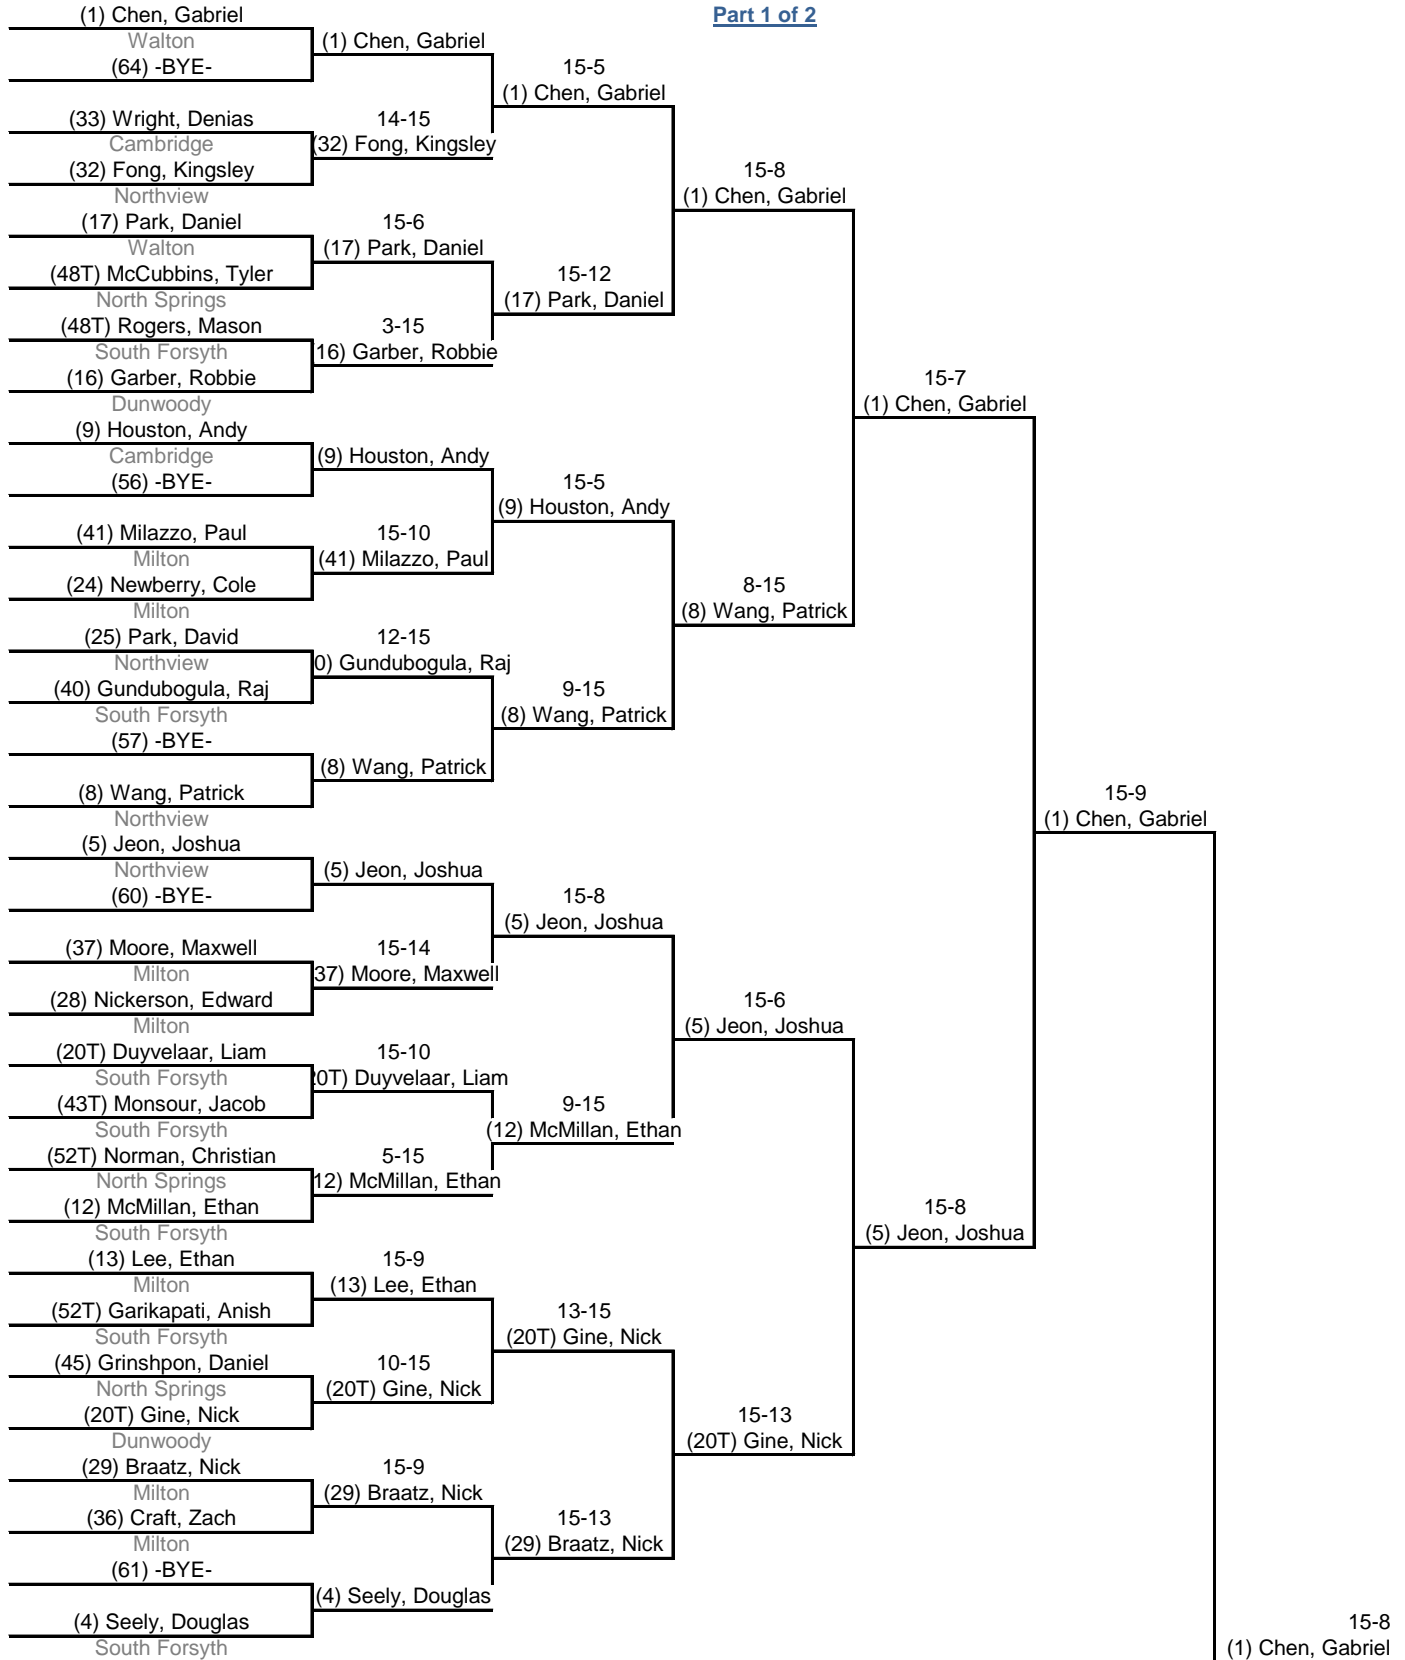 Part 1 of 2
(1) Chen, Gabriel
Walton
(64) -BYE-
(33) Wright, Denias
Cambridge
(32) Fong, Kingsley
Northview
(17) Park, Daniel
Walton
(48T) McCubbins, Tyler
North Springs
(48T) Rogers, Mason
South Forsyth
(16) Garber, Robbie
Dunwoody
(9) Houston, Andy
Cambridge
(56) -BYE-
(41) Milazzo, Paul
Milton
(24) Newberry, Cole
Milton
(25) Park, David
Northview
(40) Gundubogula, Raj
South Forsyth
(57) -BYE-
(8) Wang, Patrick
Northview
(5) Jeon, Joshua
Northview
(60) -BYE-
(37) Moore, Maxwell
Milton
(28) Nickerson, Edward
Milton
(20T) Duyvelaar, Liam
South Forsyth
(43T) Monsour, Jacob
South Forsyth
(52T) Norman, Christian
North Springs
(12) McMillan, Ethan
South Forsyth
(13) Lee, Ethan
Milton
(52T) Garikapati, Anish
South Forsyth
(45) Grinshpon, Daniel
North Springs
(20T) Gine, Nick
Dunwoody
(29) Braatz, Nick
Milton
(36) Craft, Zach
Milton
(61) -BYE-
(4) Seely, Douglas
South Forsyth
(1) Chen, Gabriel
14-15
(32) Fong, Kingsley
15-6
(17) Park, Daniel
3-15
16) Garber, Robbie
(9) Houston, Andy
15-10
(41) Milazzo, Paul
12-15
0) Gundubogula, Raj
(8) Wang, Patrick
(5) Jeon, Joshua
15-14
37) Moore, Maxwell
15-10
0T) Duyvelaar, Liam
5-15
12) McMillan, Ethan
15-9
(13) Lee, Ethan
10-15
(20T) Gine, Nick
15-9
(29) Braatz, Nick
(4) Seely, Douglas
15-5
(1) Chen, Gabriel
15-12
(17) Park, Daniel
15-5
(9) Houston, Andy
9-15
(8) Wang, Patrick
15-8
(5) Jeon, Joshua
9-15
(12) McMillan, Ethan
13-15
(20T) Gine, Nick
15-13
(29) Braatz, Nick
15-8
(1) Chen, Gabriel
8-15
(8) Wang, Patrick
15-6
(5) Jeon, Joshua
15-13
(20T) Gine, Nick
15-7
(1) Chen, Gabriel
15-8
(5) Jeon, Joshua
15-9
(1) Chen, Gabriel
15-8
(1) Chen, Gabriel